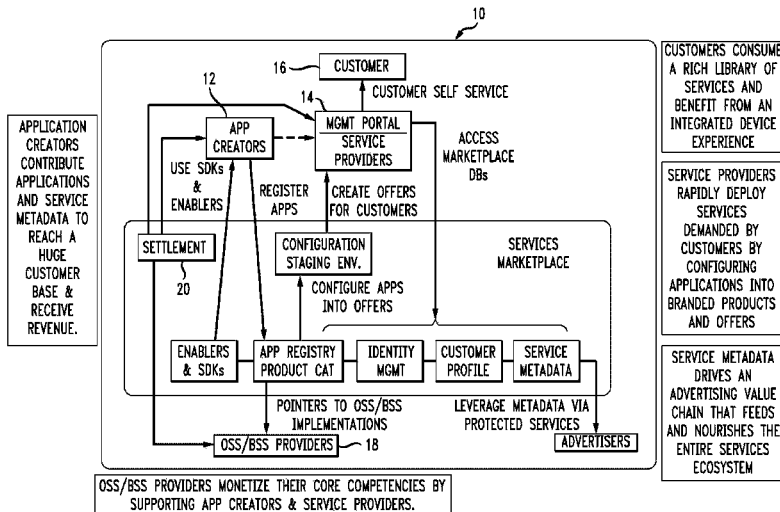 10
16
CUSTOMER
CUSTOMER SELF SERVICE
12
14
APP
CREATORS
MGMT PORTAL
SERVICE
PROVIDERS
ACCESS
MARKETPLACE
DBs
USE SDKs
&
ENABLERS
REGISTER
APPS
CREATE OFFERS
FOR CUSTOMERS
SETTLEMENT
20
CONFIGURATION
STAGING ENV.
SERVICES
MARKETPLACE
CONFIGURE APPS
INTO OFFERS
ENABLERS
& SDKs
APP REGISTRY
PRODUCT CAT
IDENTITY
MGMT
CUSTOMER
PROFILE
SERVICE
METADATA
POINTERS TO OSS/BSS
IMPLEMENTATIONS
LEVERAGE METADATA VIA
PROTECTED SERVICES
OSS/BSS PROVIDERS
18
ADVERTISERS
APPLICATION
CREATORS
CONTRIBUTE
APPLICATIONS
AND SERVICE
METADATA TO
REACH A
HUGE
CUSTOMER
BASE &
RECEIVE
REVENUE.
CUSTOMERS CONSUME
A RICH LIBRARY OF
SERVICES AND
BENEFIT FROM AN
INTEGRATED DEVICE
EXPERIENCE
SERVICE PROVIDERS
RAPIDLY DEPLOY
SERVICES
DEMANDED BY
CUSTOMERS BY
CONFIGURING
APPLICATIONS INTO
BRANDED PRODUCTS
AND OFFERS
SERVICE METADATA
DRIVES AN
ADVERTISING VALUE
CHAIN THAT FEEDS
AND NOURISHES THE
ENTIRE SERVICES
ECOSYSTEM
OSS/BSS PROVIDERS MONETIZE THEIR CORE COMPETENCIES BY
SUPPORTING APP CREATORS & SERVICE PROVIDERS.